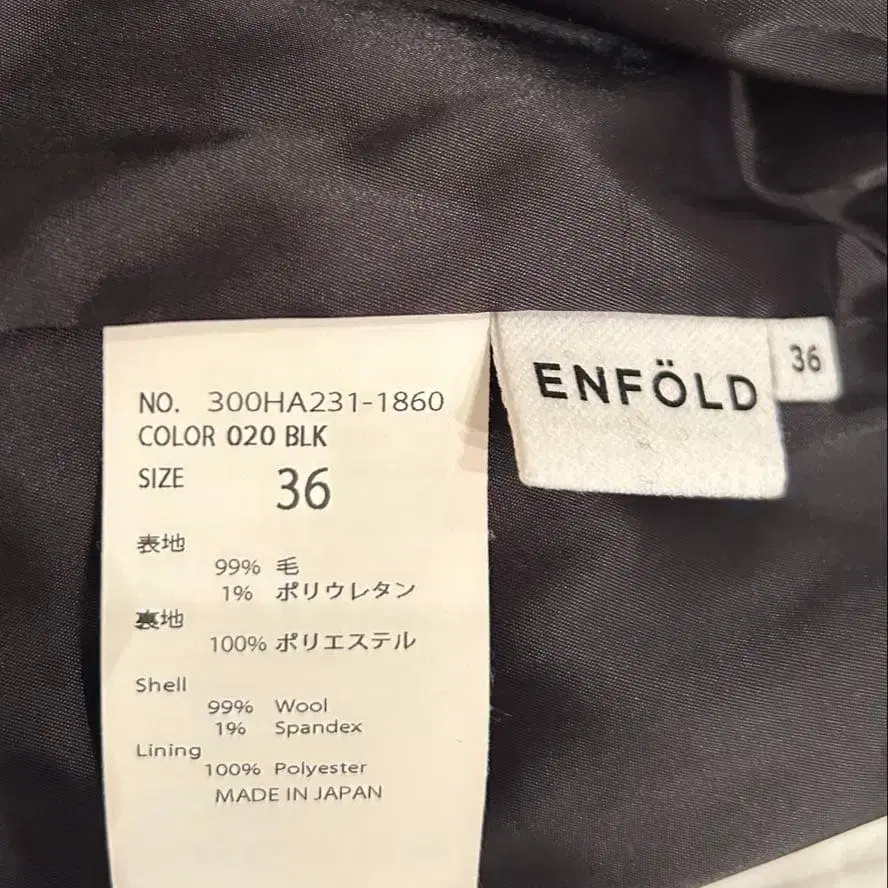 NO. 300HA231-1860
COLOR 020 BLK
SIZE 36
表地
99% 毛
1% ポリウレタン
裏地
100% ポリエステル
Shell
99% Wool
1% Spandex
Lining
100% Polyester
MADE IN JAPAN
ENFÖLD
36